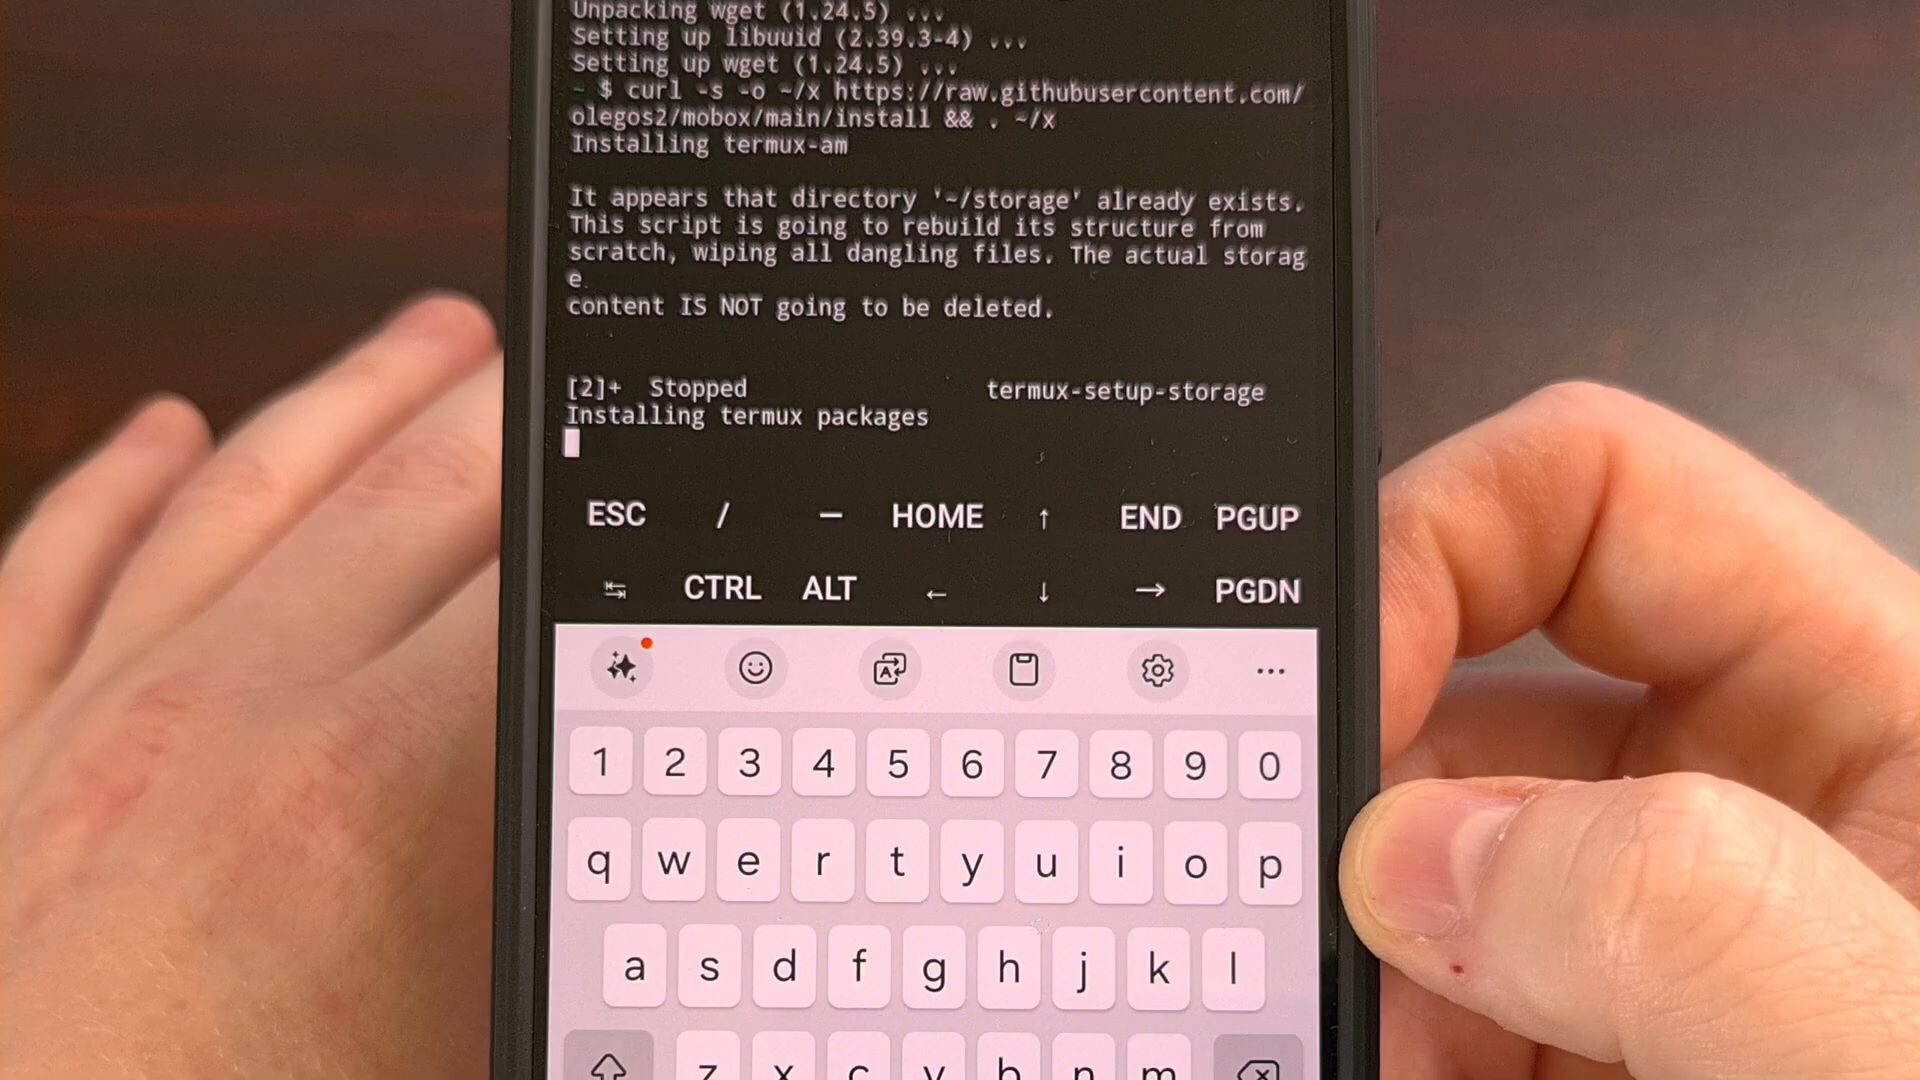 Unpacking wget (1.24.5) ...
Setting up libuuid (2.39.3-4) ...
Setting up wget (1.24.5) ...
~ $ curl -s -o ~/x https://raw.githubusercontent.com/
olegos2/mobox/main/install && . ~/x
Installing termux-am
It appears that directory '~/storage' already exists.
This script is going to rebuild its structure from
scratch, wiping all dangling files. The actual storag
e
content IS NOT going to be deleted.
[2]+  Stopped                 termux-setup-storage
Installing termux packages
ESC / — HOME ↑ END PGUP
↹ CTRL ALT ← ↓ → PGDN
1 2 3 4 5 6 7 8 9 0
q w e r t y u i o p
a s d f g h j k l
z x c v b n m